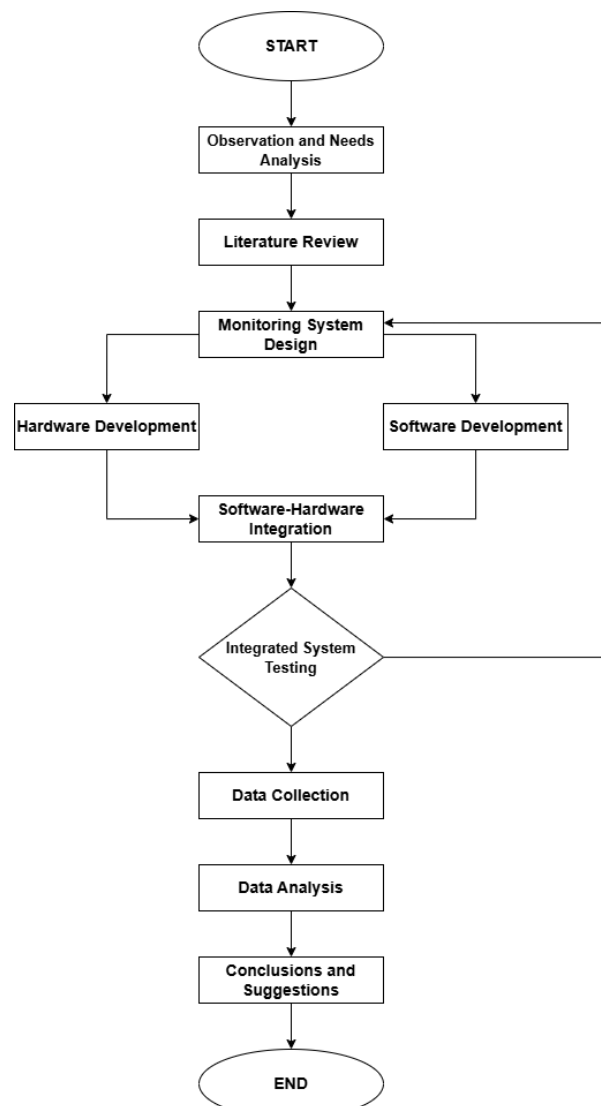 START
Observation and Needs
Analysis
Literature Review
Monitoring System
Design
Hardware Development
Software Development
Software-Hardware
Integration
Integrated System
Testing
Data Collection
Data Analysis
Conclusions and
Suggestions
END